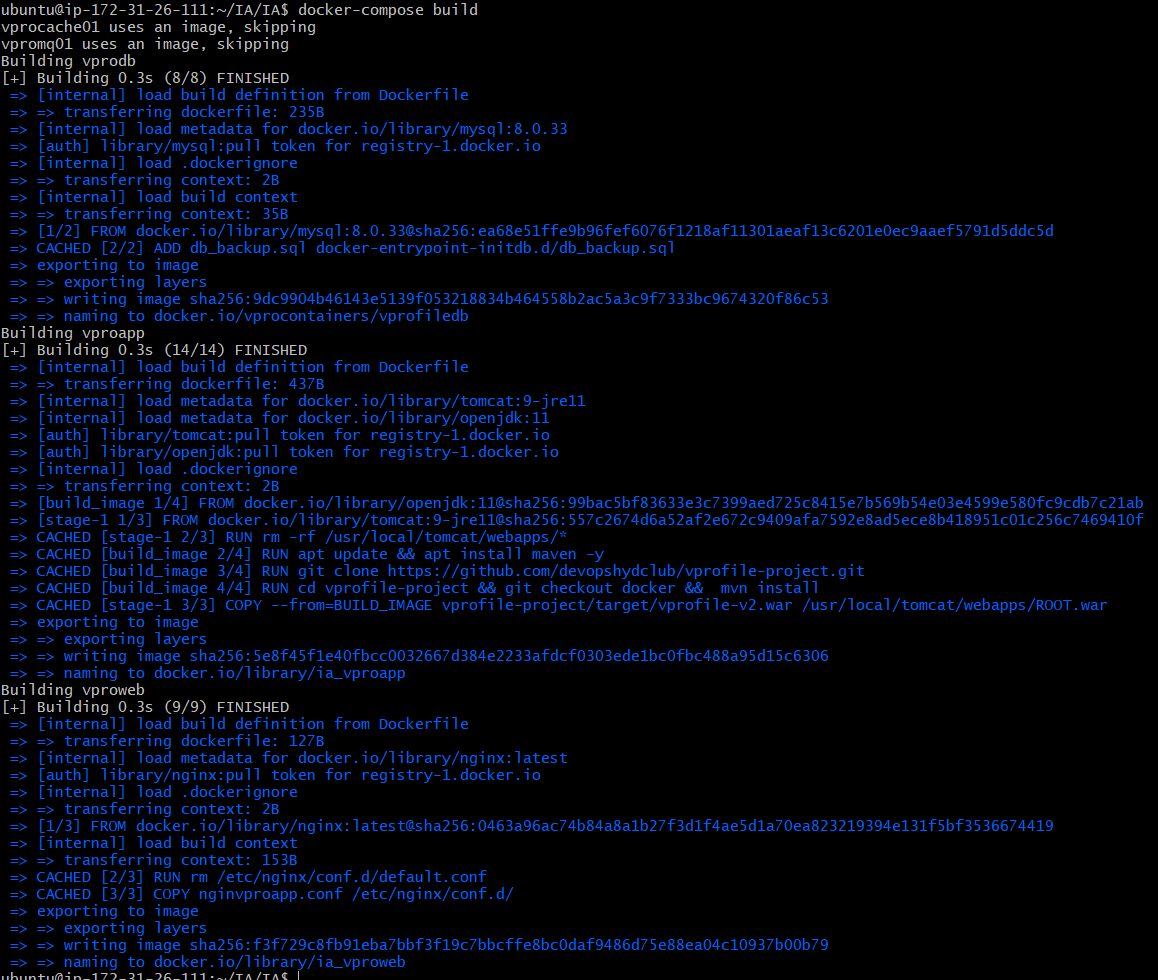 ubuntu@ip-172-31-26-111:~/IA/IA$ docker-compose build
vprocache01 uses an image, skipping
vpromq01 uses an image, skipping
Building vprodb
[+] Building 0.3s (8/8) FINISHED
=> [internal] load build definition from Dockerfile
=> => transferring dockerfile: 235B
=> [internal] load metadata for docker.io/library/mysql:8.0.33
=> [auth] library/mysql:pull token for registry-1.docker.io
=> [internal] load .dockerignore
=> => transferring context: 2B
=> [internal] load build context
=> => transferring context: 35B
=> [1/2] FROM docker.io/library/mysql:8.0.33@sha256:ea68e51ffe9b96fef6076f1218af11301aeaf13c6201e0ec9aaef5791d5ddc5d
=> CACHED [2/2] ADD db_backup.sql docker-entrypoint-initdb.d/db_backup.sql
=> exporting to image
=> => exporting layers
=> => writing image sha256:9dc9904b46143e5139f053218834b464558b2ac5a3c9f7333bc9674320f86c53
=> => naming to docker.io/vprocontainers/vprofiledb
Building vproapp
[+] Building 0.3s (14/14) FINISHED
=> [internal] load build definition from Dockerfile
=> => transferring dockerfile: 437B
=> [internal] load metadata for docker.io/library/tomcat:9-jre11
=> [internal] load metadata for docker.io/library/openjdk:11
=> [auth] library/tomcat:pull token for registry-1.docker.io
=> [auth] library/openjdk:pull token for registry-1.docker.io
=> [internal] load .dockerignore
=> => transferring context: 2B
=> [build_image 1/4] FROM docker.io/library/openjdk:11@sha256:99bac5bf83633e3c7399aed725c8415e7b569b54e03e4599e580fc9cdb7c21ab
=> [stage-1 1/3] FROM docker.io/library/tomcat:9-jre11@sha256:557c2674d6a52af2e672c9409afa7592e8ad5ece8b418951c01c256c7469410f
=> CACHED [stage-1 2/3] RUN rm -rf /usr/local/tomcat/webapps/*
=> CACHED [build_image 2/4] RUN apt update && apt install maven -y
=> CACHED [build_image 3/4] RUN git clone https://github.com/devopshydclub/vprofile-project.git
=> CACHED [build_image 4/4] RUN cd vprofile-project && git checkout docker &&  mvn install
=> CACHED [stage-1 3/3] COPY --from=BUILD_IMAGE vprofile-project/target/vprofile-v2.war /usr/local/tomcat/webapps/ROOT.war
=> exporting to image
=> => exporting layers
=> => writing image sha256:5e8f45f1e40fbcc0032667d384e2233afdcf0303ede1bc0fbc488a95d15c6306
=> => naming to docker.io/library/ia_vproapp
Building vproweb
[+] Building 0.3s (9/9) FINISHED
=> [internal] load build definition from Dockerfile
=> => transferring dockerfile: 127B
=> [internal] load metadata for docker.io/library/nginx:latest
=> [auth] library/nginx:pull token for registry-1.docker.io
=> [internal] load .dockerignore
=> => transferring context: 2B
=> [1/3] FROM docker.io/library/nginx:latest@sha256:0463a96ac74b84a8a1b27f3d1f4ae5d1a70ea823219394e131f5bf3536674419
=> [internal] load build context
=> => transferring context: 153B
=> CACHED [2/3] RUN rm /etc/nginx/conf.d/default.conf
=> CACHED [3/3] COPY nginvproapp.conf /etc/nginx/conf.d/
=> exporting to image
=> => exporting layers
=> => writing image sha256:f3f729c8fb91eba7bbf3f19c7bbcffe8bc0daf9486d75e88ea04c10937b00b79
=> => naming to docker.io/library/ia_vproweb
ubuntu@ip-172-31-26-111:~/IA/IA$